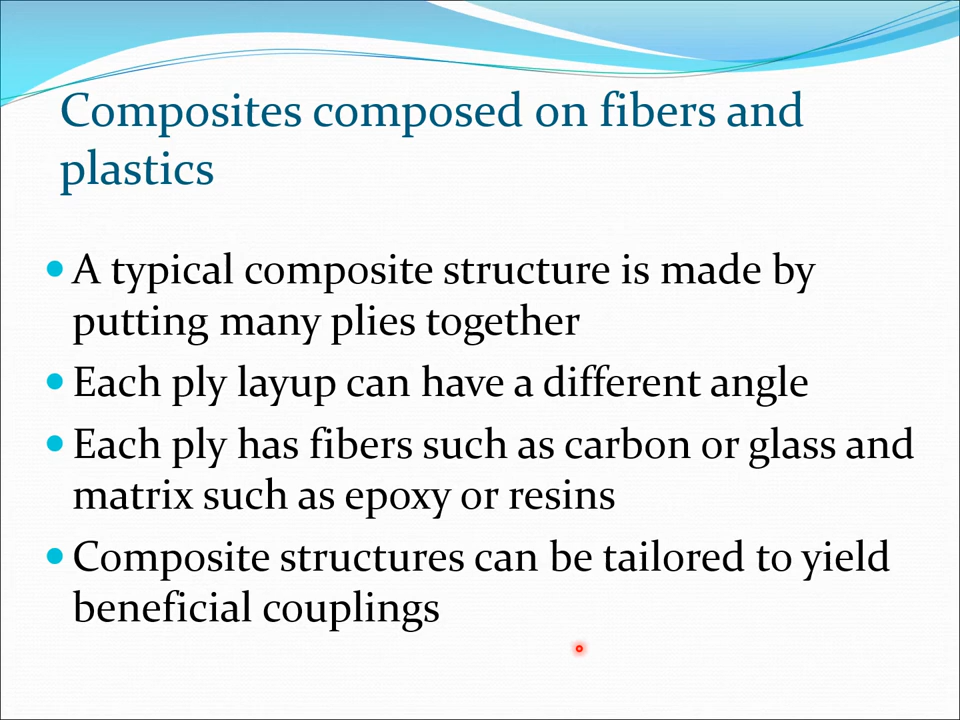 Composites composed on fibers and
plastics
A typical composite structure is made by
putting many plies together
Each ply layup can have a different angle
Each ply has fibers such as carbon or glass and
matrix such as epoxy or resins
Composite structures can be tailored to yield
beneficial couplings